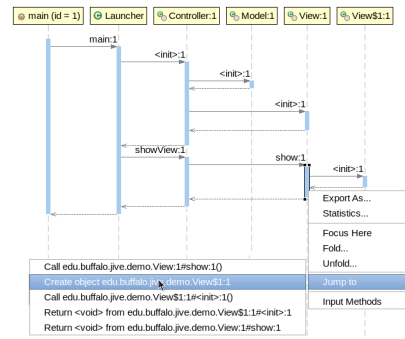 main (id = 1)
Launcher
Controller:1
Model:1
View:1
View$1:1
main:1
<init>:1
<init>:1
<init>:1
showView:1
show:1
<init>:1
Export As...
Statistics...
Focus Here
Fold...
Unfold...
Jump to
Input Methods
Call edu.buffalo.jive.demo.View:1#show:1()
Create object edu.buffalo.jive.demo.View$1:1
Call edu.buffalo.jive.demo.View$1:1#<init>:1()
Return <void> from edu.buffalo.jive.demo.View$1:1#<init>:1
Return <void> from edu.buffalo.jive.demo.View:1#show:1